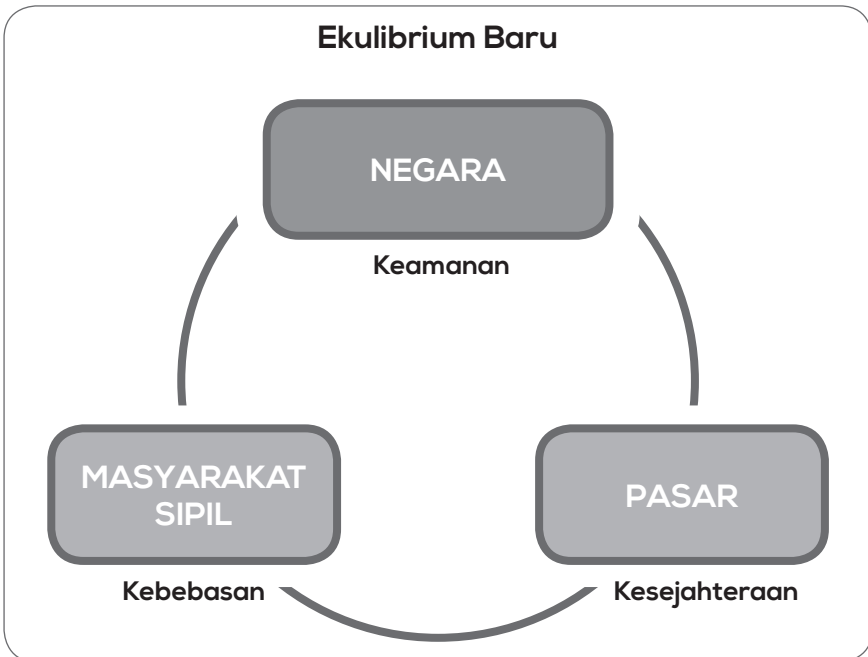 Ekulibrium Baru
NEGARA
Keamanan
MASYARAKAT
SIPIL
Kebebasan
PASAR
Kesejahteraan